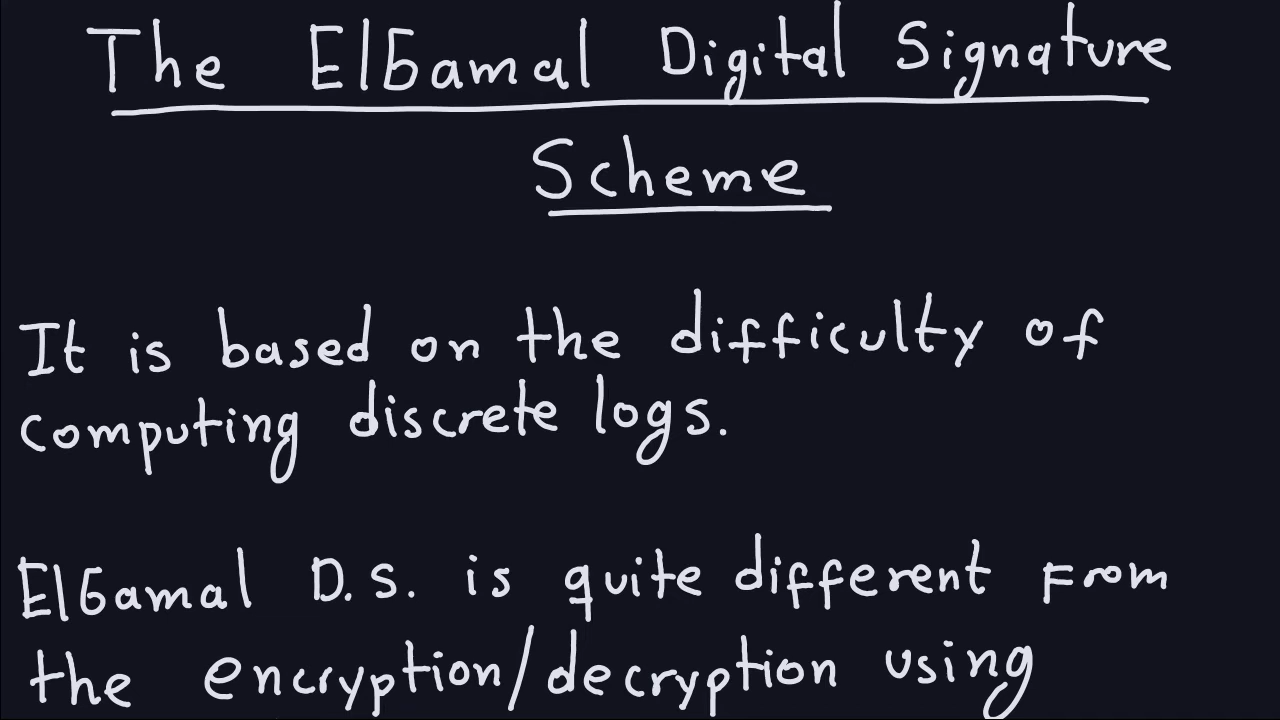 The ElGamal Digital Signature
Scheme
It is based on the difficulty of
computing discrete logs.
ElGamal D.S. is quite different from
the encryption/decryption using